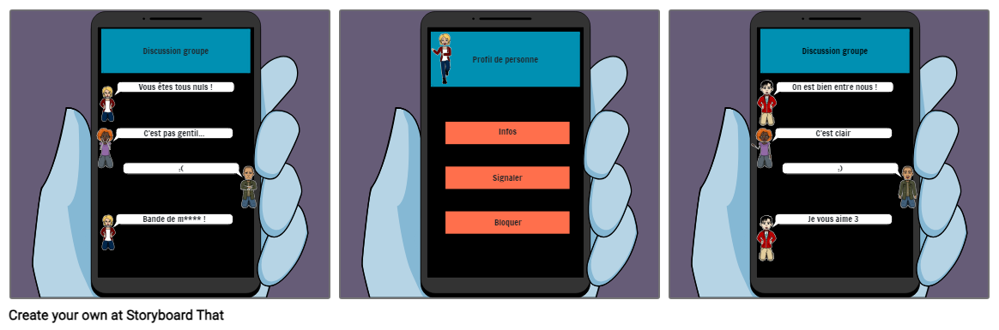 Discussion groupe
Vous êtes tous nuls !
C'est pas gentil...
:(
Bande de m**** !
Profil de personne
Infos
Signaler
Bloquer
Discussion groupe
On est bien entre nous !
C'est clair
:)
Je vous aime 3
Create your own at Storyboard That